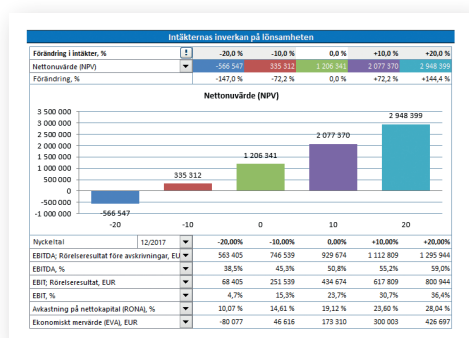 Intäkternas inverkan på lönsamheten
Förändring i intäkter, % ! -20,0 % -10,0 % 0,0 % +10,0 % +20,0 %
Nettonuvärde (NPV) -566 547 335 312 1 206 341 2 077 370 2 948 399
Förändring, % -147,0 % -72,2 % 0,0 % +72,2 % +144,4 %
Nettonuvärde (NPV)
3 500 000
3 000 000
2 500 000
2 000 000
1 500 000
1 000 000
500 000
0
-500 000
-1 000 000
-566 547
335 312
1 206 341
2 077 370
2 948 399
-20 -10 0 10 20
Nyckeltal 12/2017 -20,00% -10,00% 0,00% +10,00% +20,00%
EBITDA; Rörelseresultat före avskrivningar, EU 563 405 746 539 929 674 1 112 809 1 295 944
EBITDA, % 38,5% 45,3% 50,8% 55,2% 59,0%
EBIT; Rörelseresultat, EUR 68 405 251 539 434 674 617 809 800 944
EBIT, % 4,7% 15,3% 23,7% 30,7% 36,4%
Avkastning på nettokapital (RONA), % 10,07 % 14,61 % 19,12 % 23,60 % 28,04 %
Ekonomiskt mervärde (EVA), EUR -80 077 46 616 173 310 300 003 426 697